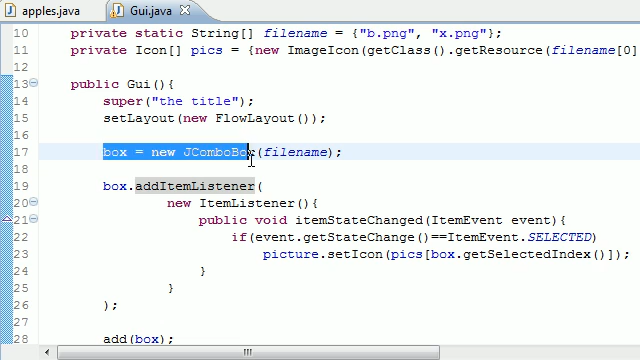 apples.java Gui.java
10 private static String[] filename = {"b.png", "x.png"};
11 private Icon[] pics = {new ImageIcon(getClass().getResource(filename[0]
12
13 public Gui(){
14 super("the title");
15 setLayout(new FlowLayout());
16
17 box = new JComboBox(filename);
18
19 box.addItemListener(
20 new ItemListener(){
21 public void itemStateChanged(ItemEvent event){
22 if(event.getStateChange()==ItemEvent.SELECTED)
23 picture.setIcon(pics[box.getSelectedIndex()]);
24 }
25 }
26 );
27
28 add(box);